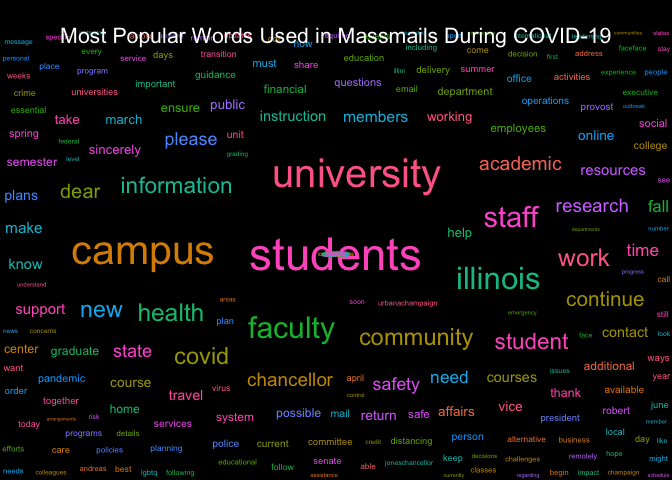 Most Popular Words Used in Massmails During COVID-19
message
now
including
come
decision
first
address
faceface
states
communities
stay
personal
place
every
service
days
transition
must
share
education
weeks
program
guidance
illini
delivery
summer
office
activities
experience
people
crime
universities
important
financial
questions
email
department
executive
essential
take
march
ensure
public
instruction
members
working
operations
provost
outbreak
spring
federal
sincerely
please
unit
employees
online
social
semester
level
grading
college
plans
dear
information
university
academic
resources
see
make
staff
research
fall
campus
students
help
departments
number
know
illinois
work
time
understand
progress
call
support
new
health
areas
soon
urbanachampaign
continue
still
news
concerns
plan
faculty
emergency
community
student
face
contact
look
center
graduate
state
covid
ways
want
pandemic
course
chancellor
april
safety
need
courses
issues
additional
year
order
together
home
travel
virus
control
thank
available
today
arrangements
risk
services
system
possible
mail
return
safe
affairs
vice
president
robert
june
member
programs
details
local
day
like
efforts
care
policies
planning
police
current
committee
credit
distancing
person
alternative
business
needs
colleagues
andreas
best
lgbtq
following
educational
follow
senate
assistance
able
joneschancellor
keep
decisions
currently
classes
challenges
regarding
begin
remotely
impact
hope
champaign
might
schedule